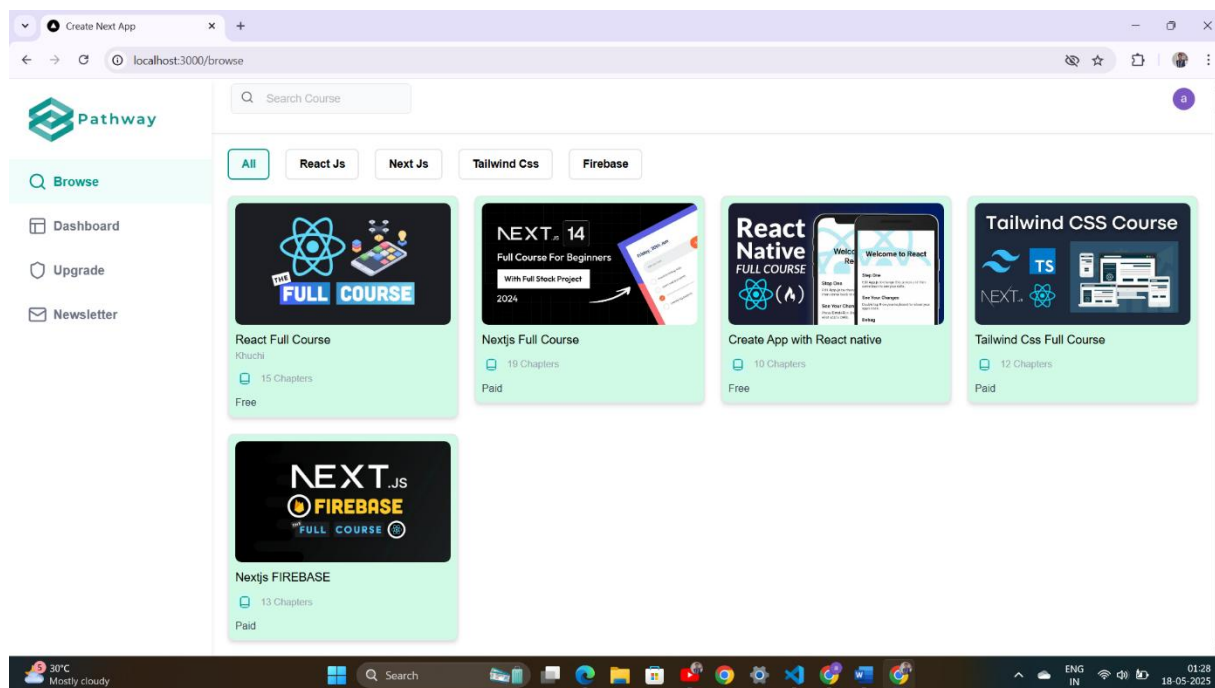 Create Next App
localhost:3000/browse
Pathway
Search Course
a
Browse
Dashboard
Upgrade
Newsletter
All
React Js
Next Js
Tailwind Css
Firebase
THE
FULL COURSE
React Full Course
Khuchi
15 Chapters
Free
NEXT.JS 14
Full Course For Beginners
With Full Stack Project
2024
Nextjs Full Course
19 Chapters
Paid
React
Native
FULL COURSE
Welcome to React
Step One
See Your Changes
Debug
Create App with React native
10 Chapters
Free
Tailwind CSS Course
TS
NEXT.JS
Tailwind Css Full Course
12 Chapters
Paid
NEXT.JS
FIREBASE
THE FULL COURSE
Nextjs FIREBASE
13 Chapters
Paid
5
30°C
Mostly cloudy
Search
ENG
IN
01:28
18-05-2025